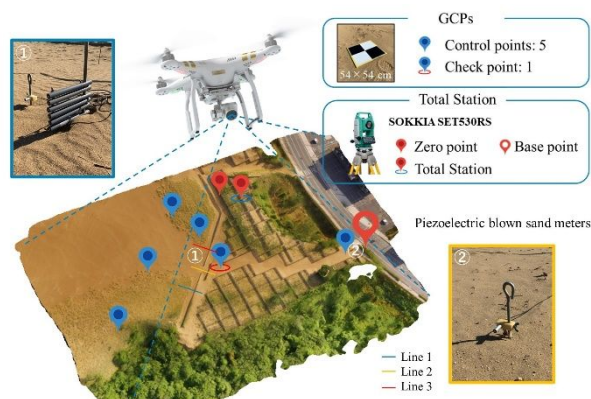 ①
GCPs
54×54 cm
Control points: 5
Check point: 1
Total Station
SOKKIA SET530RS
Zero point
Base point
Total Station
Piezoelectric blown sand meters
①
②
②
Line 1
Line 2
Line 3